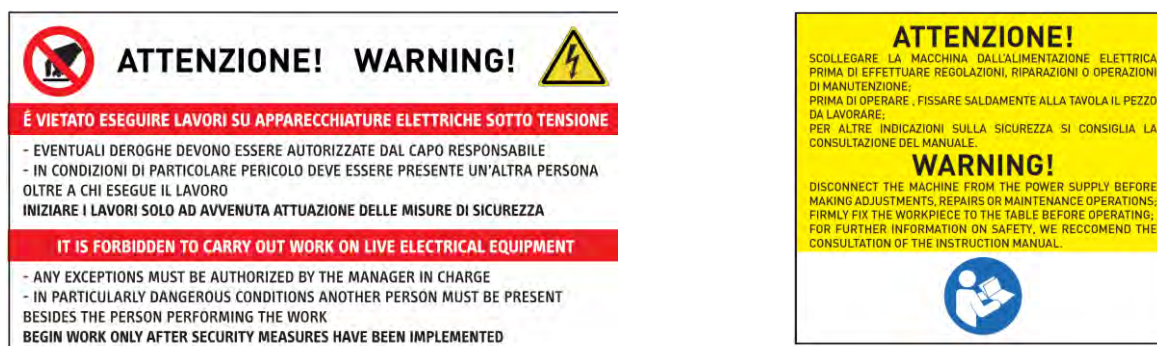 ATTENZIONE! WARNING!
É VIETATO ESEGUIRE LAVORI SU APPARECCHIATURE ELETTRICHE SOTTO TENSIONE
- EVENTUALI DEROGHE DEVONO ESSERE AUTORIZZATE DAL CAPO RESPONSABILE
- IN CONDIZIONI DI PARTICOLARE PERICOLO DEVE ESSERE PRESENTE UN'ALTRA PERSONA
OLTRE A CHI ESEGUE IL LAVORO
INIZIARE I LAVORI SOLO AD AVVENUTA ATTUAZIONE DELLE MISURE DI SICUREZZA
IT IS FORBIDDEN TO CARRY OUT WORK ON LIVE ELECTRICAL EQUIPMENT
- ANY EXCEPTIONS MUST BE AUTHORIZED BY THE MANAGER IN CHARGE
- IN PARTICULARLY DANGEROUS CONDITIONS ANOTHER PERSON MUST BE PRESENT
BESIDES THE PERSON PERFORMING THE WORK
BEGIN WORK ONLY AFTER SECURITY MEASURES HAVE BEEN IMPLEMENTED
ATTENZIONE!
SCOLLEGARE LA MACCHINA DALL'ALIMENTAZIONE ELETTRICA
PRIMA DI EFFETTUARE REGOLAZIONI, RIPARAZIONI O OPERAZIONI
DI MANUTENZIONE;
PRIMA DI OPERARE , FISSARE SALDAMENTE ALLA TAVOLA IL PEZZO
DA LAVORARE;
PER ALTRE INDICAZIONI SULLA SICUREZZA SI CONSIGLIA LA
CONSULTAZIONE DEL MANUALE.
WARNING!
DISCONNECT THE MACHINE FROM THE POWER SUPPLY BEFORE
MAKING ADJUSTMENTS, REPAIRS OR MAINTENANCE OPERATIONS;
FIRMLY FIX THE WORKPIECE TO THE TABLE BEFORE OPERATING;
FOR FURTHER INFORMATION ON SAFETY, WE RECCOMEND THE
CONSULTATION OF THE INSTRUCTION MANUAL.